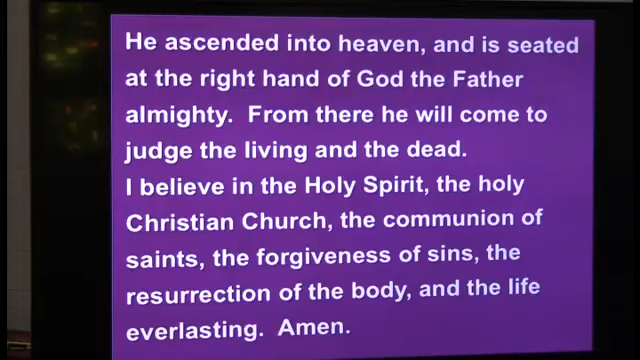 He ascended into heaven, and is seated
at the right hand of God the Father
almighty.  From there he will come to
judge the living and the dead.
I believe in the Holy Spirit, the holy
Christian Church, the communion of
saints, the forgiveness of sins, the
resurrection of the body, and the life
everlasting.  Amen.